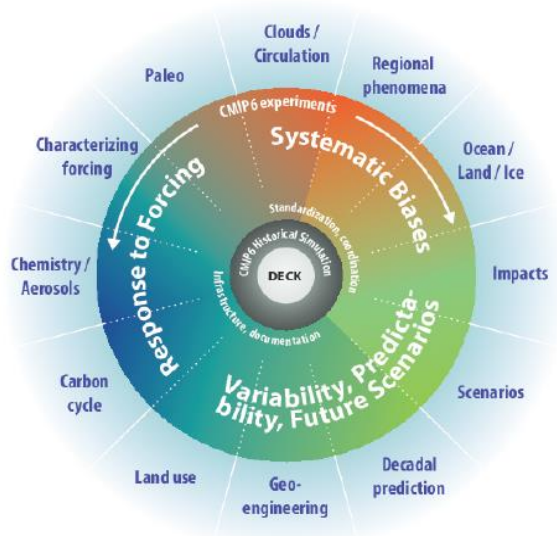 Clouds /
Circulation
Regional
phenomena
Ocean /
Land / Ice
Impacts
Scenarios
Decadal
prediction
Geo-
engineering
Land use
Carbon
cycle
Chemistry /
Aerosols
Characterizing
forcing
Paleo
CMIP6 experiments
Systematic Biases
Variability, Predicta-
bility, Future Scenarios
Response to Forcing
Standardization, coordination
Infrastructure, documentation
CMIP6 Historical Simulation
DECK